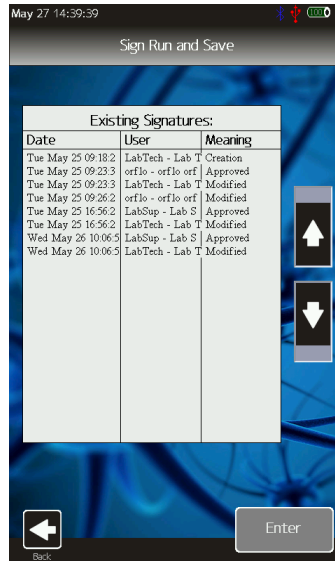 May 27 14:39:39
Sign Run and Save
Existing Signatures:
Date User Meaning
Tue May 25 09:18:2 LabTech - Lab T Creation
Tue May 25 09:23:3 orflo - orflo orf Approved
Tue May 25 09:23:3 LabTech - Lab T Modified
Tue May 25 09:26:2 orflo - orflo orf Modified
Tue May 25 16:56:2 LabSup - Lab S Approved
Tue May 25 16:56:2 LabTech - Lab T Modified
Wed May 26 10:06:5 LabSup - Lab S Approved
Wed May 26 10:06:5 LabTech - Lab T Modified
Enter
Back